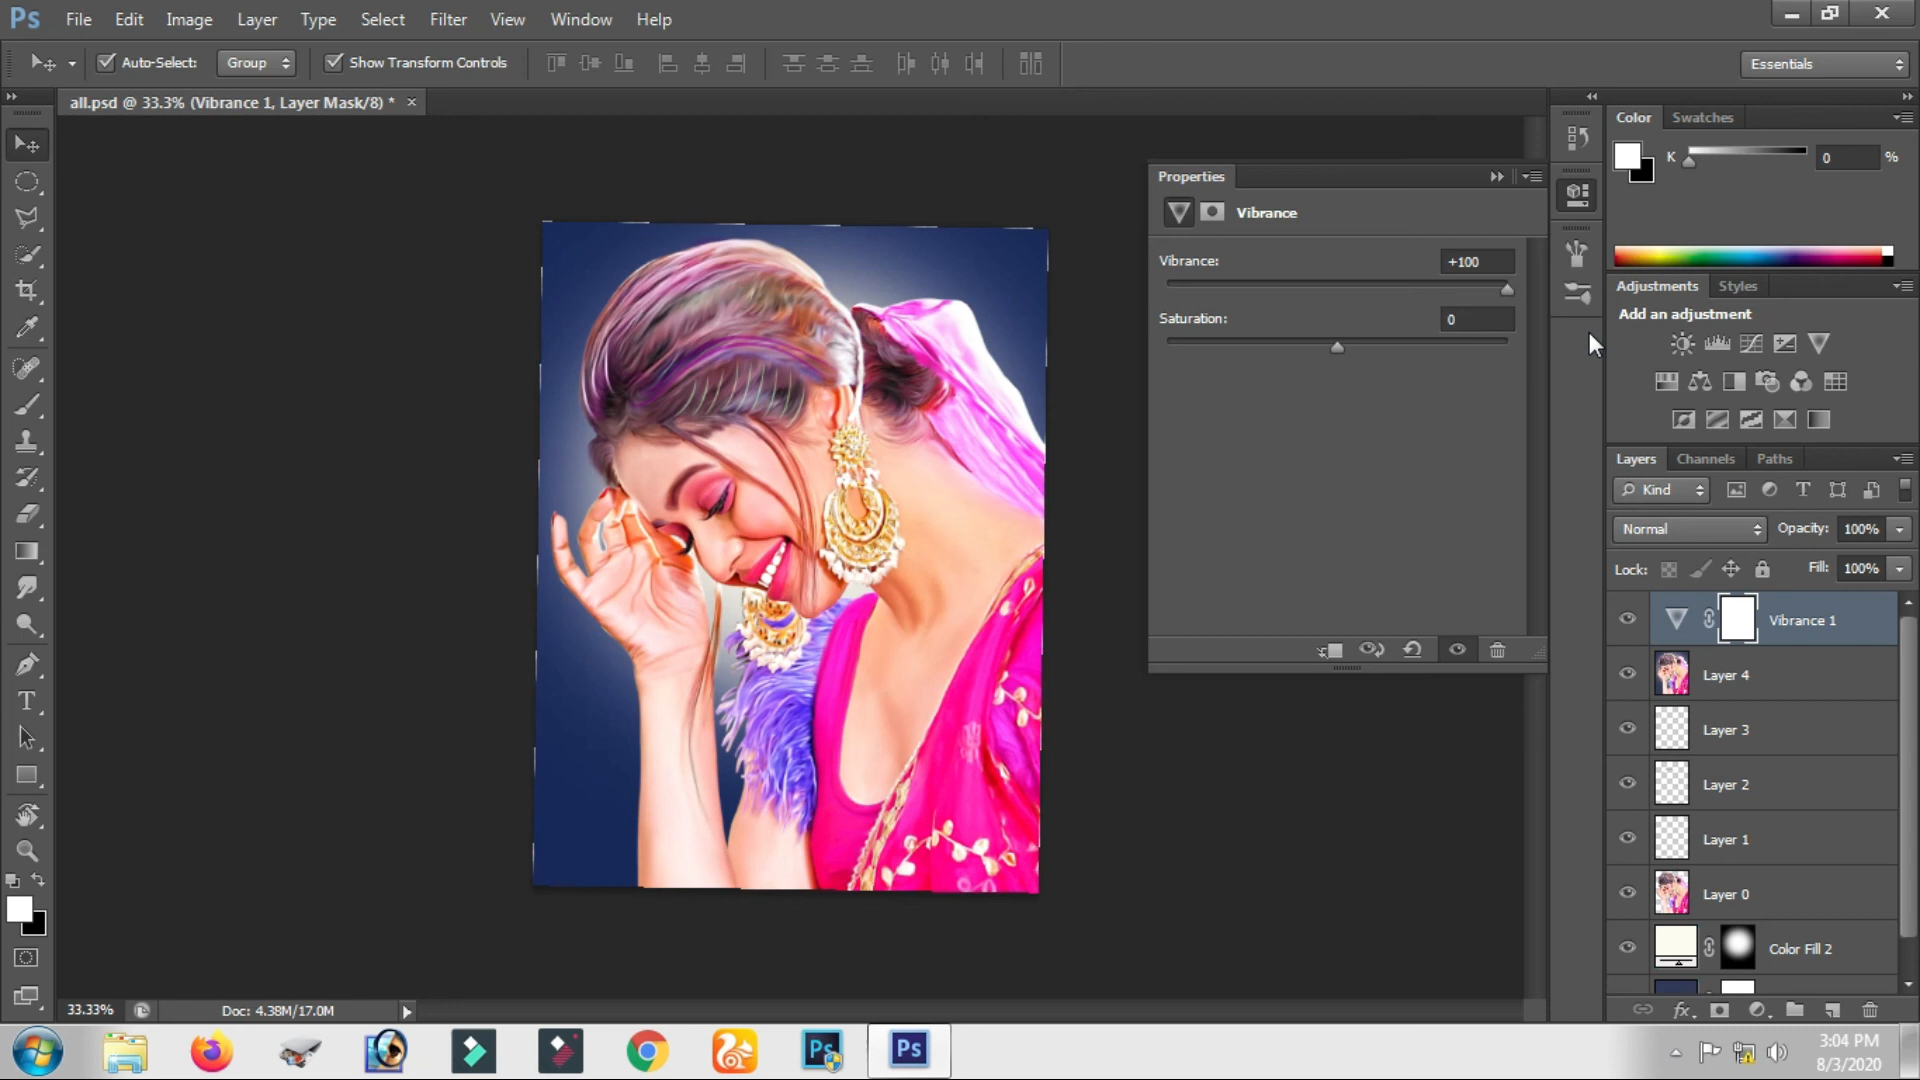 Ps File Edit Image Layer Type Select Filter View Window Help
Auto-Select: Group Show Transform Controls Essentials
all.psd @ 33.3% (Vibrance 1, Layer Mask/8) * ×
Color Swatches
K 0 %
Properties
Vibrance
Vibrance: +100
Saturation: 0
Adjustments Styles
Add an adjustment
Layers Channels Paths
Kind
Normal Opacity: 100%
Lock: Fill: 100%
Vibrance 1
Layer 4
Layer 3
Layer 2
Layer 1
Layer 0
Color Fill 2
33.33% Doc: 4.38M/17.0M
Ps Ps
3:04 PM
8/3/2020